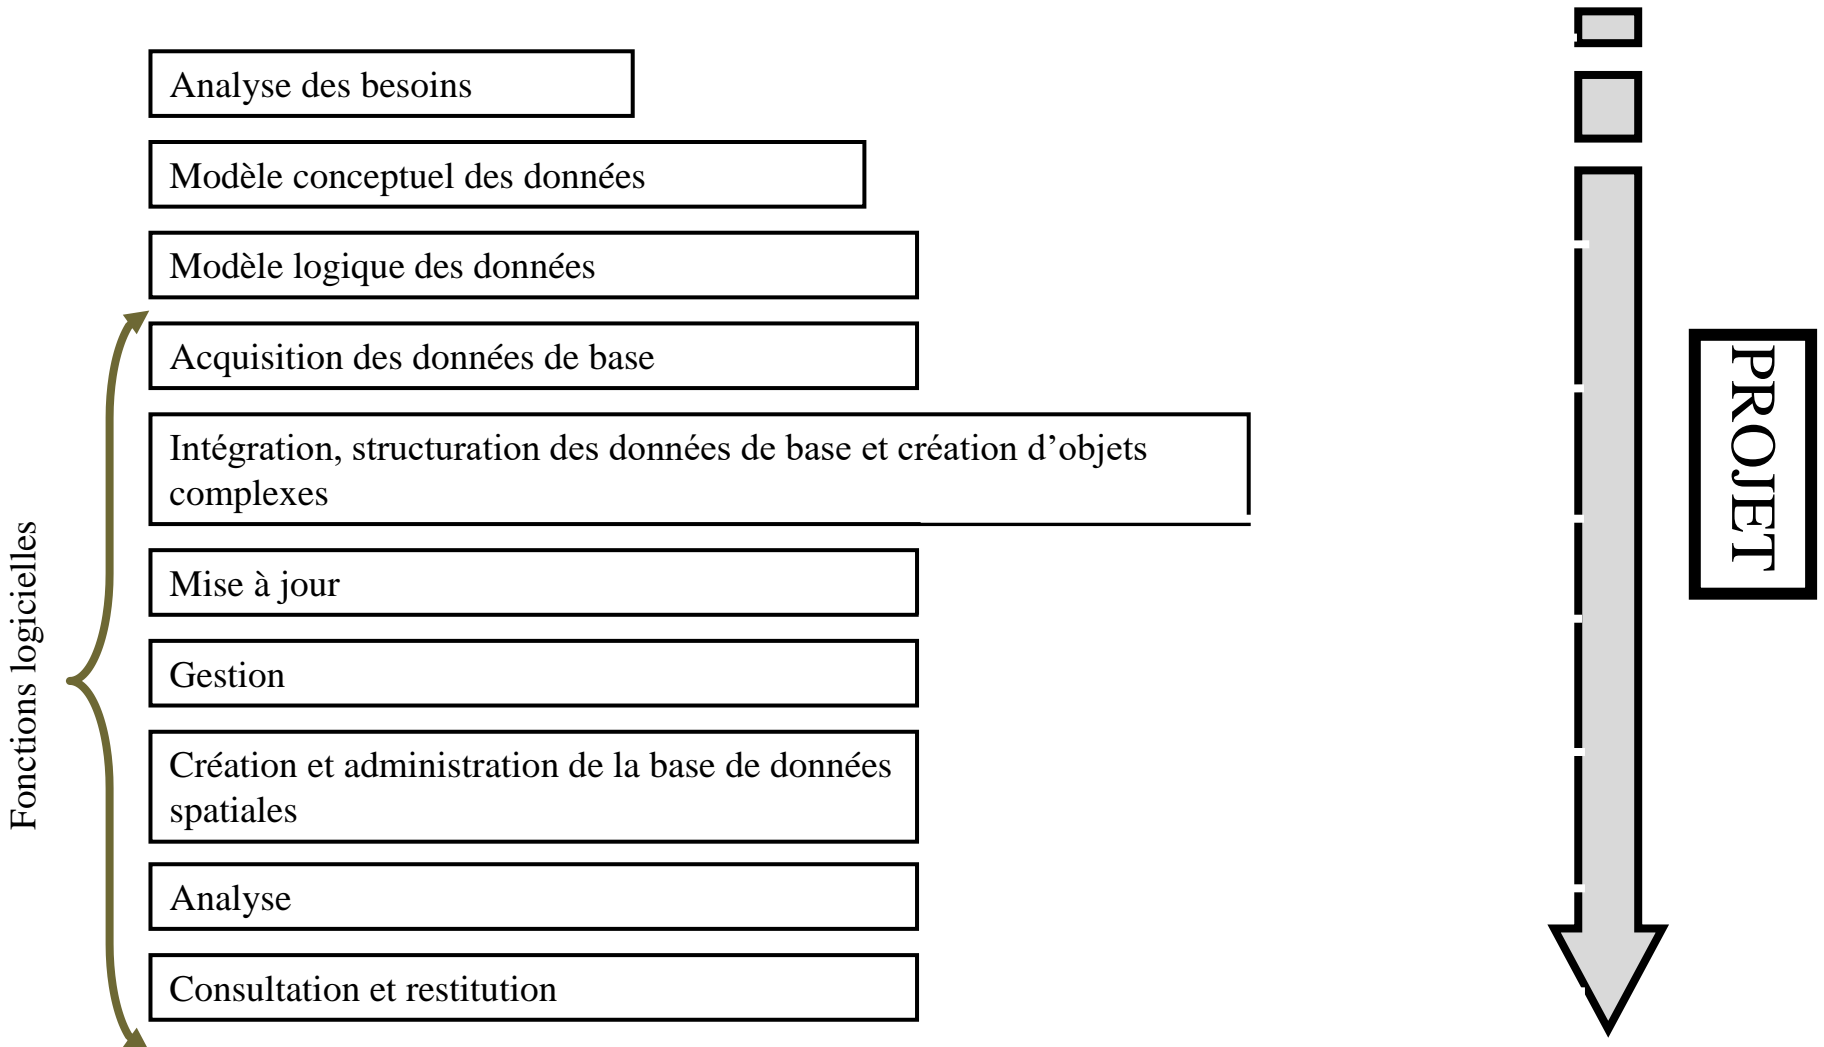 Analyse des besoins
Modèle conceptuel des données
Modèle logique des données
Acquisition des données de base
Intégration, structuration des données de base et création d’objets
complexes
Mise à jour
Gestion
Création et administration de la base de données
spatiales
Analyse
Consultation et restitution
Fonctions logicielles
PROJET